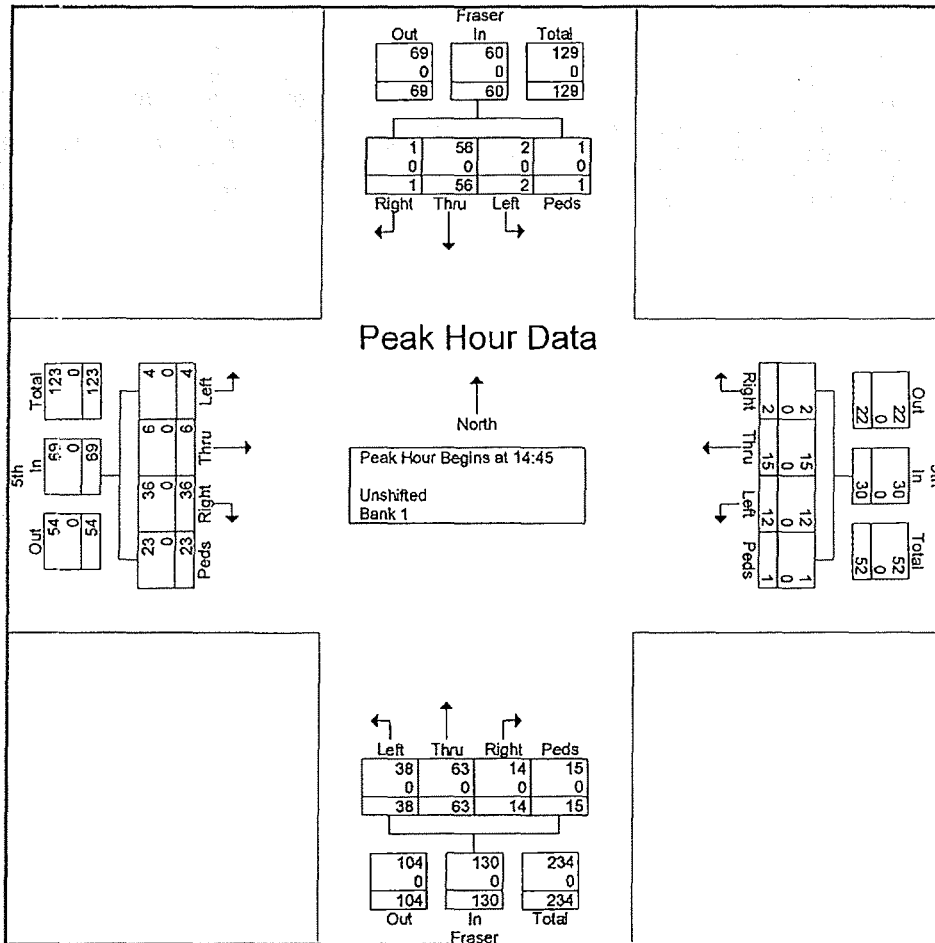 Fraser
Out In Total
69 60 129
0 0 0
69 60 129
1 56 2 1
0 0 0 0
1 56 2 1
Right Thru Left Peds
Peak Hour Data
North
Peak Hour Begins at 14:45
Unshifted
Bank 1
5th
Total In Out
123 69 54
0 0 0
123 69 54
4 6 36 23
0 0 0 0
4 6 36 23
Left Thru Right Peds
Right Thru Left Peds
2 15 12 1
0 0 0 0
2 15 12 1
Out In Total
22 30 52
0 0 0
22 30 52
Left Thru Right Peds
38 63 14 15
0 0 0 0
38 63 14 15
104 130 234
0 0 0
104 130 234
Out In Total
Fraser